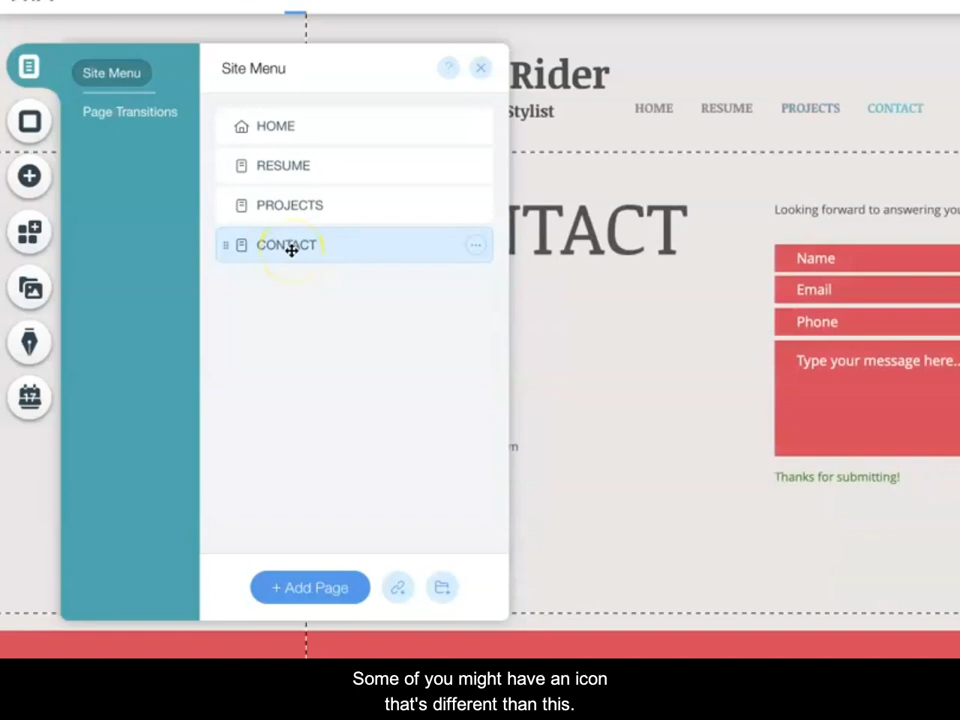 Site Menu
Page Transitions
Site Menu
?
HOME
RESUME
PROJECTS
CONTACT
+ Add Page
Rider
Stylist
HOME RESUME PROJECTS CONTACT
NTACT
Looking forward to answering you
Name
Email
Phone
Type your message here..
m
Thanks for submitting!
17
Some of you might have an icon
that's different than this.